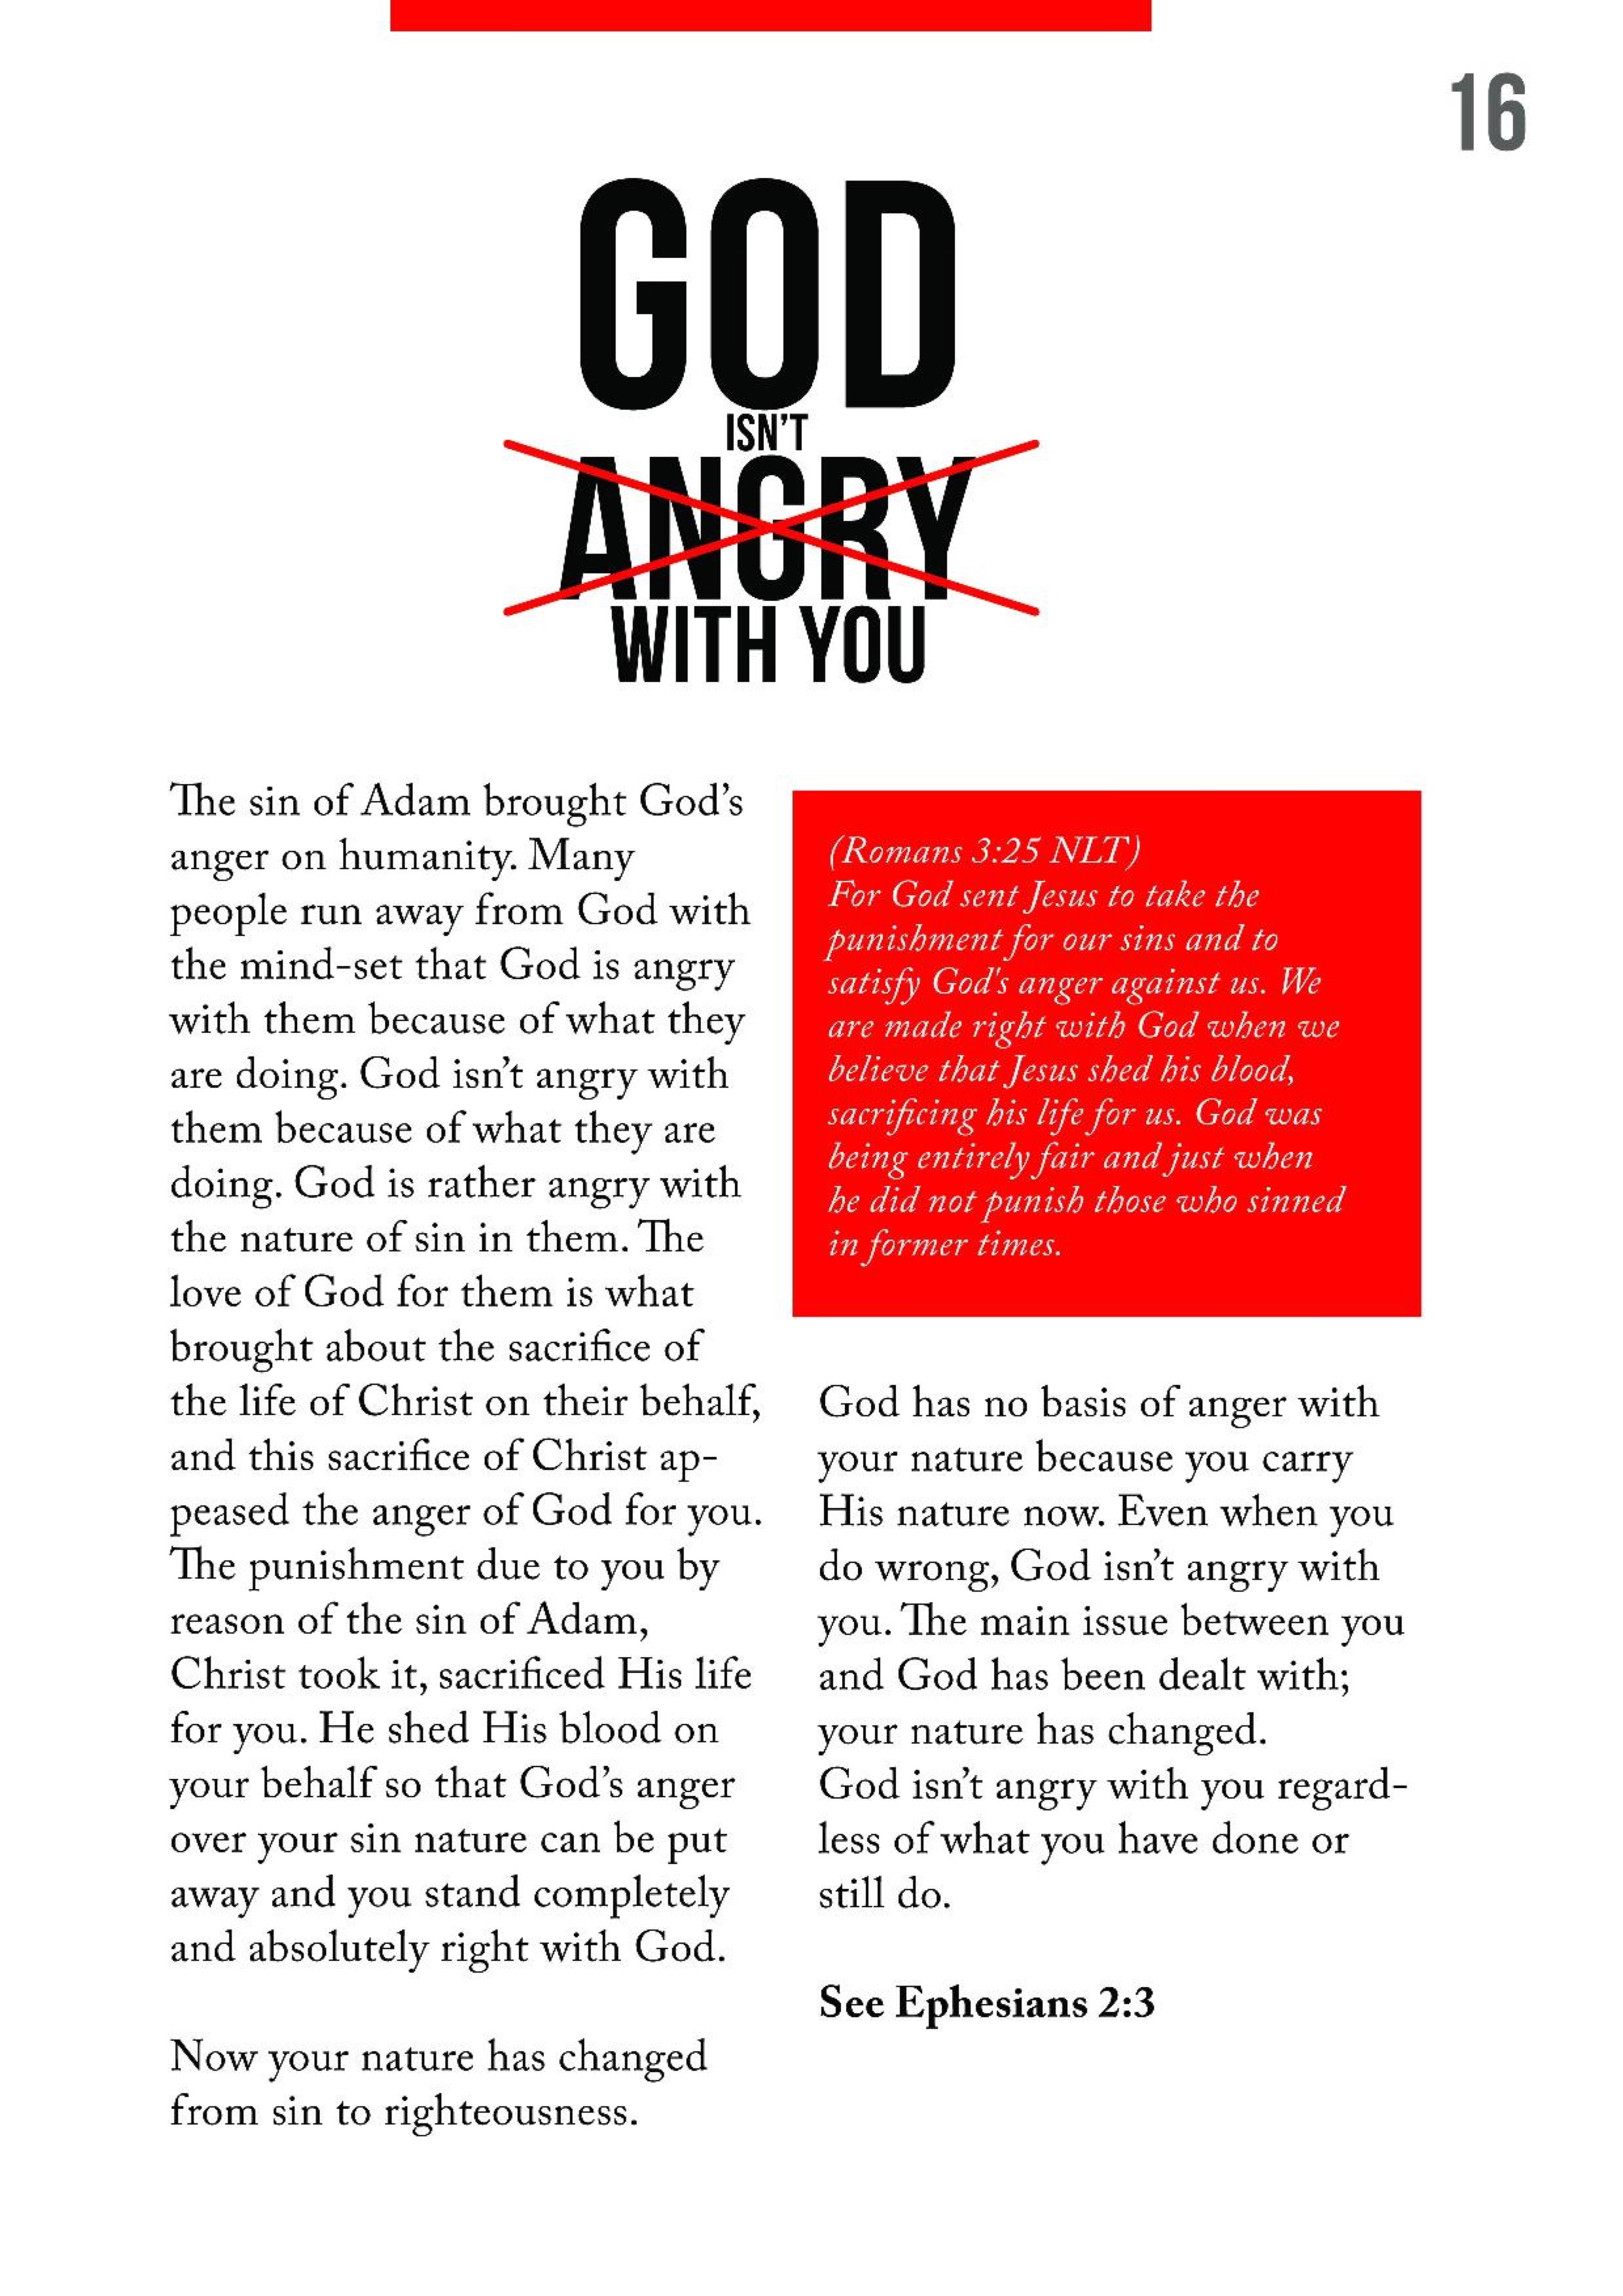 16
GOD
ISN'T
ANGRY
WITH YOU
The sin of Adam brought God's
anger on humanity. Many
people run away from God with
the mind-set that God is angry
with them because of what they
are doing. God isn't angry with
them because of what they are
doing. God is rather angry with
the nature of sin in them. The
love of God for them is what
brought about the sacrifice of
the life of Christ on their behalf,
and this sacrifice of Christ ap-
peased the anger of God for you.
The punishment due to you by
reason of the sin of Adam,
Christ took it, sacrificed His life
for you. He shed His blood on
your behalf so that God's anger
over your sin nature can be put
away and you stand completely
and absolutely right with God.
Now your nature has changed
from sin to righteousness.
(Romans 3:25 NLT)
For God sent Jesus to take the
punishment for our sins and to
satisfy God's anger against us. We
are made right with God when we
believe that Jesus shed his blood,
sacrificing his life for us. God was
being entirely fair and just when
he did not punish those who sinned
in former times.
God has no basis of anger with
your nature because you carry
His nature now. Even when you
do wrong, God isn't angry with
you. The main issue between you
and God has been dealt with;
your nature has changed.
God isn't angry with you regard-
less of what you have done or
still do.
See Ephesians 2:3